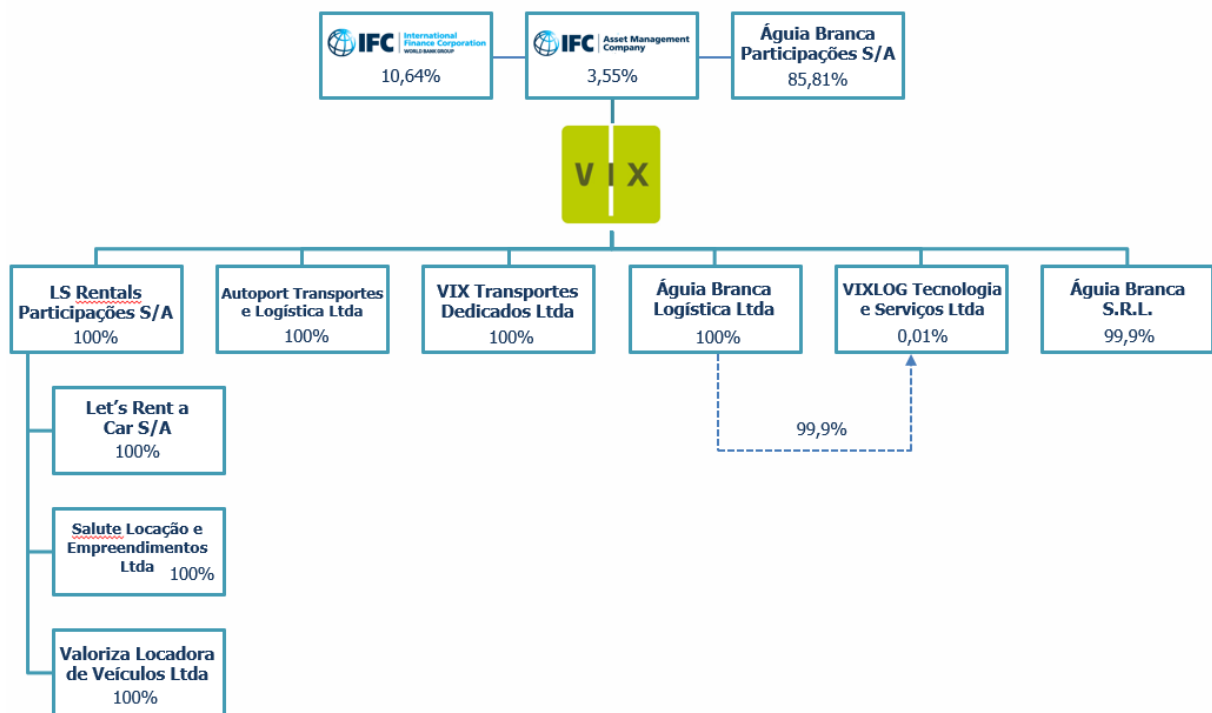 IFC International
Finance Corporation
WORLD BANK GROUP
10,64%
IFC Asset Management
Company
3,55%
Águia Branca
Participações S/A
85,81%
VIX
LS Rentals
Participações S/A
100%
Autoport Transportes
e Logística Ltda
100%
VIX Transportes
Dedicados Ltda
100%
Águia Branca
Logística Ltda
100%
VIXLOG Tecnologia
e Serviços Ltda
0,01%
Águia Branca
S.R.L.
99,9%
99,9%
Let’s Rent a
Car S/A
100%
Salute Locação e
Empreendimentos
Ltda 100%
Valoriza Locadora
de Veículos Ltda
100%